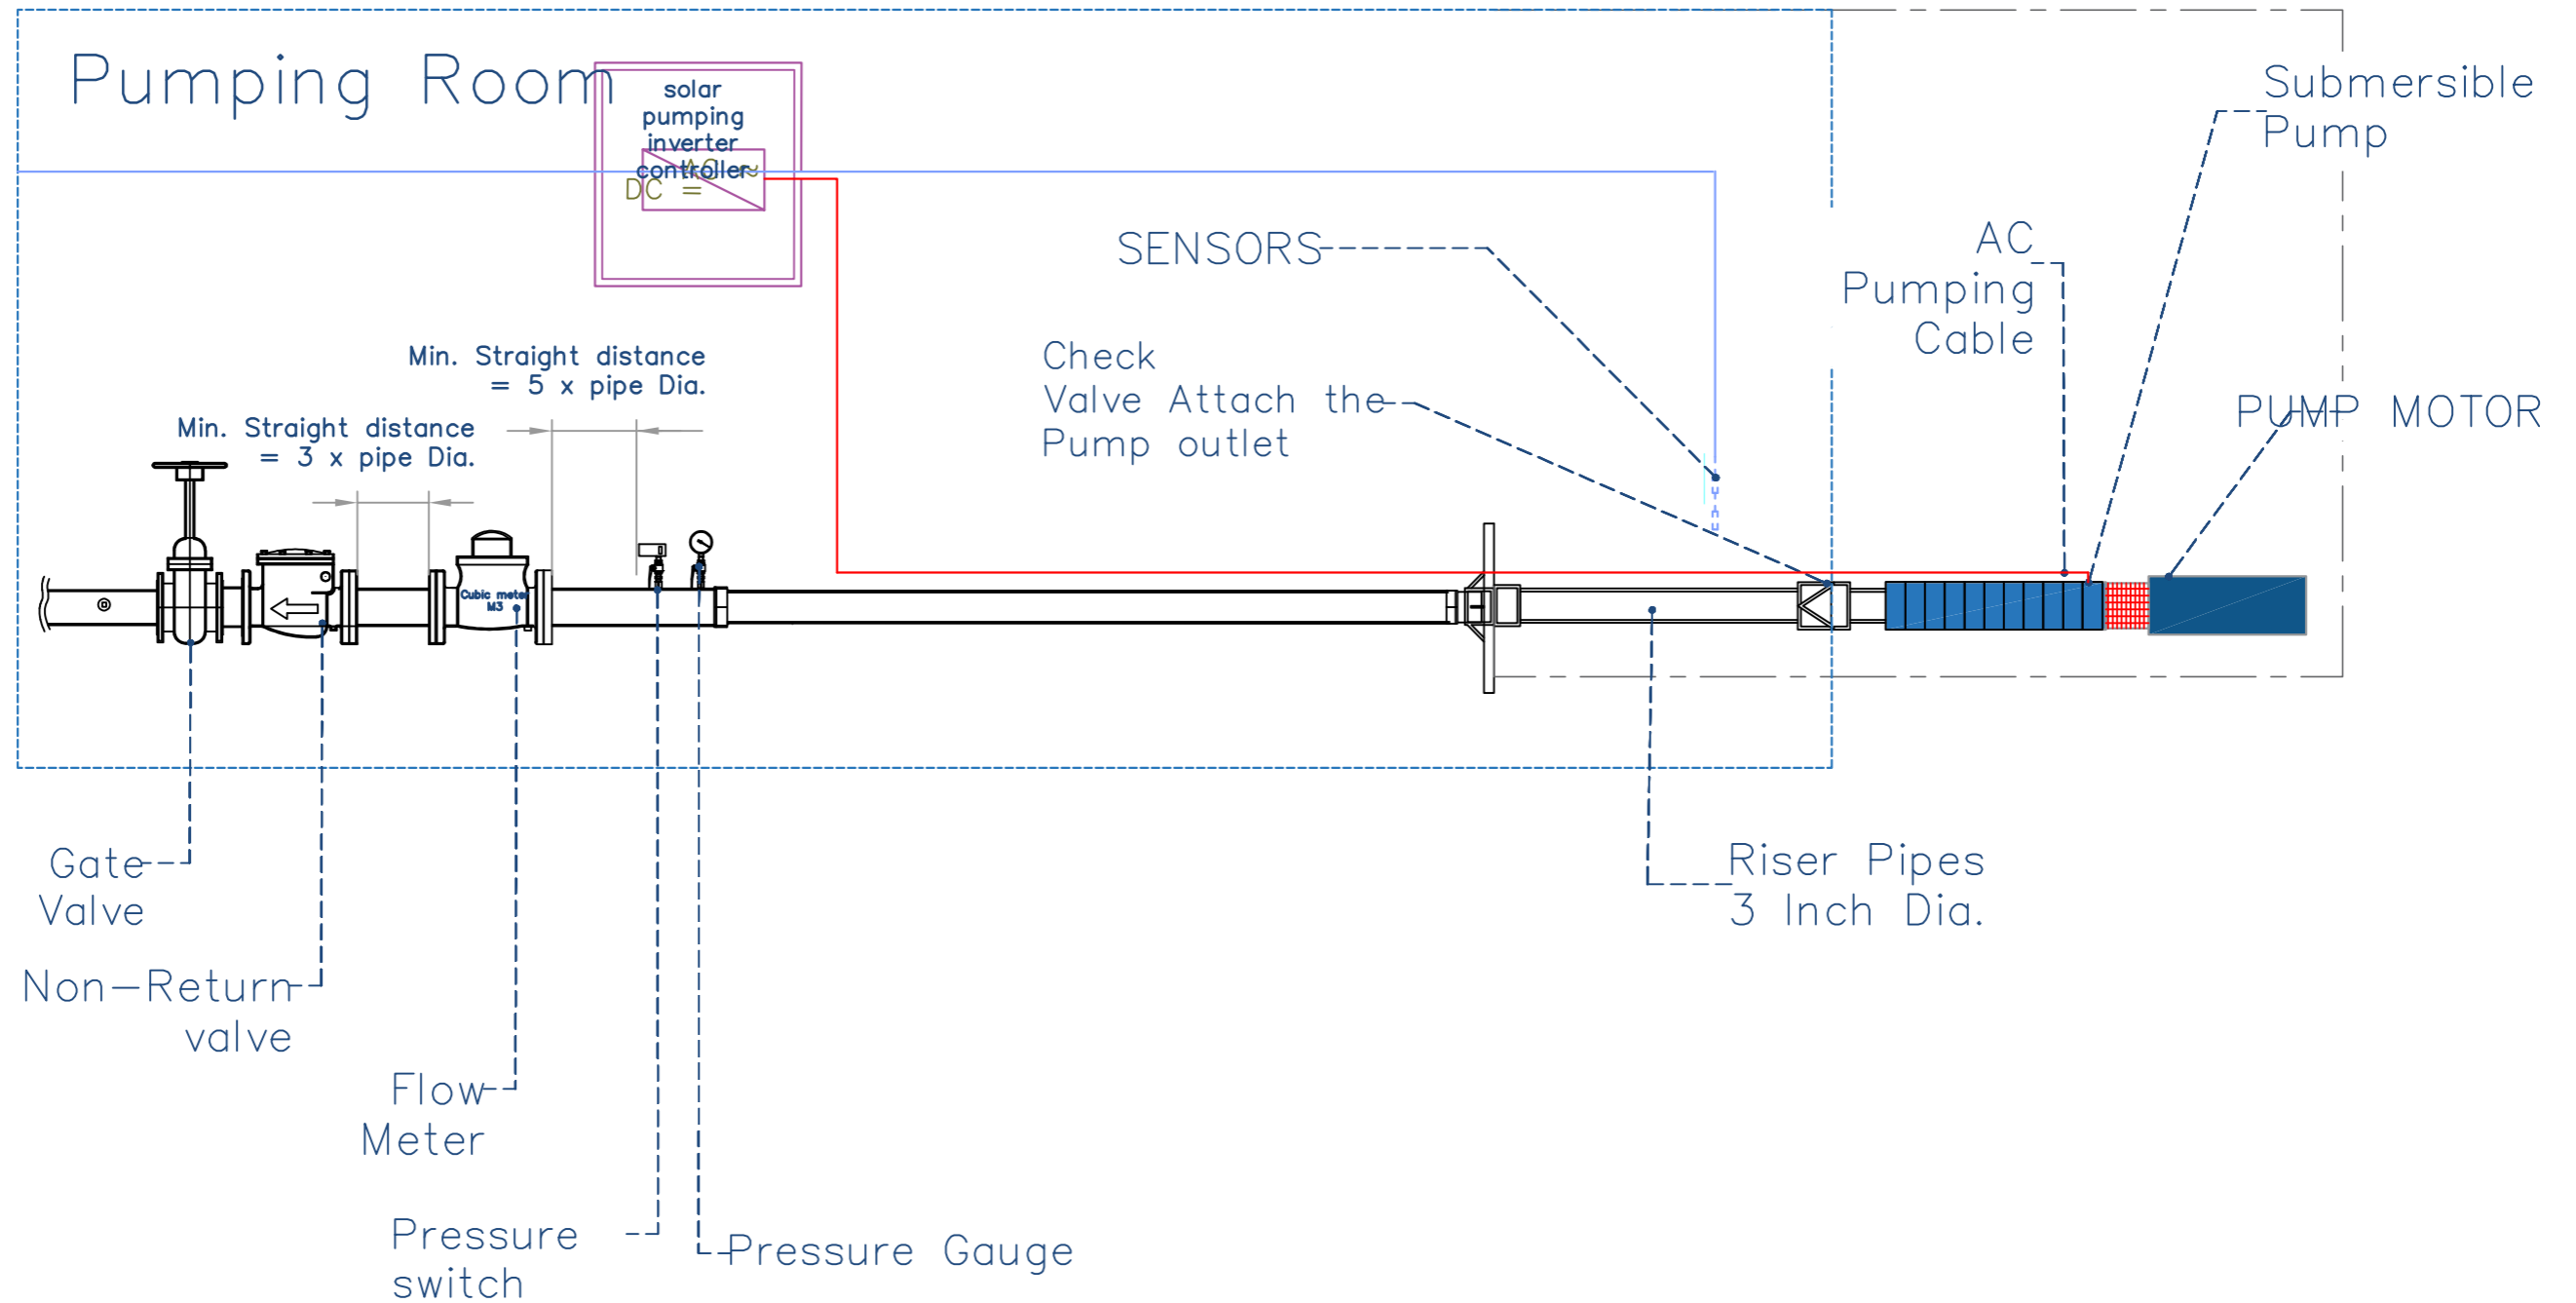 Pumping Room
solar
pumping
inverter
controller
AC ~
DC =
Submersible
Pump
SENSORS
AC
Pumping
Cable
Check
Valve Attach the
Pump outlet
PUMP MOTOR
Min. Straight distance
= 5 x pipe Dia.
Min. Straight distance
= 3 x pipe Dia.
Cubic meter
M3
Gate
Valve
Riser Pipes
3 Inch Dia.
Non-Return
valve
Flow
Meter
Pressure
switch
Pressure Gauge